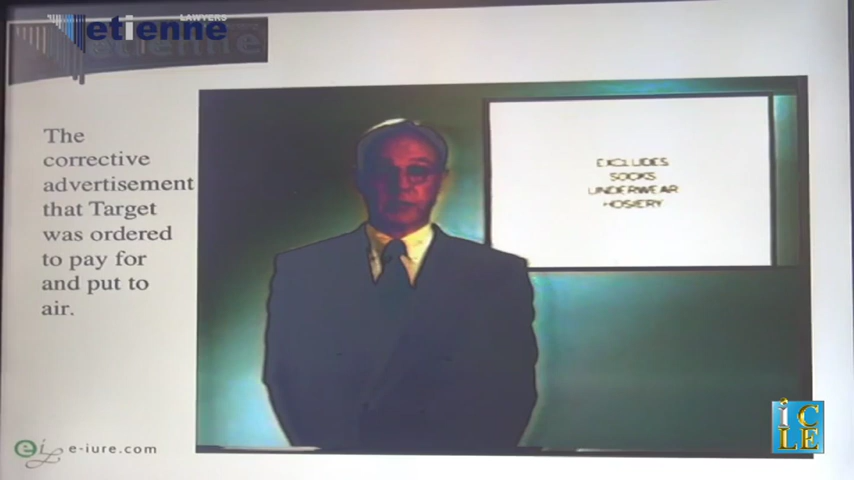 LAWYERS
etienne
The
corrective
advertisement
that Target
was ordered
to pay for
and put to
air.
EXCLUDES
SOCKS
UNDERWEAR
HOSIERY
e-iure.com
iCLE